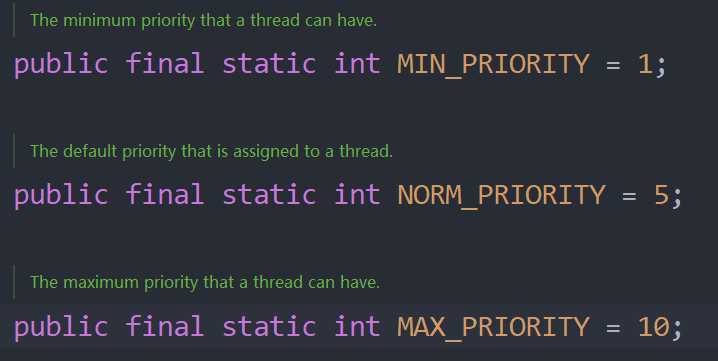 The minimum priority that a thread can have.
public final static int MIN_PRIORITY = 1;
The default priority that is assigned to a thread.
public final static int NORM_PRIORITY = 5;
The maximum priority that a thread can have.
public final static int MAX_PRIORITY = 10;